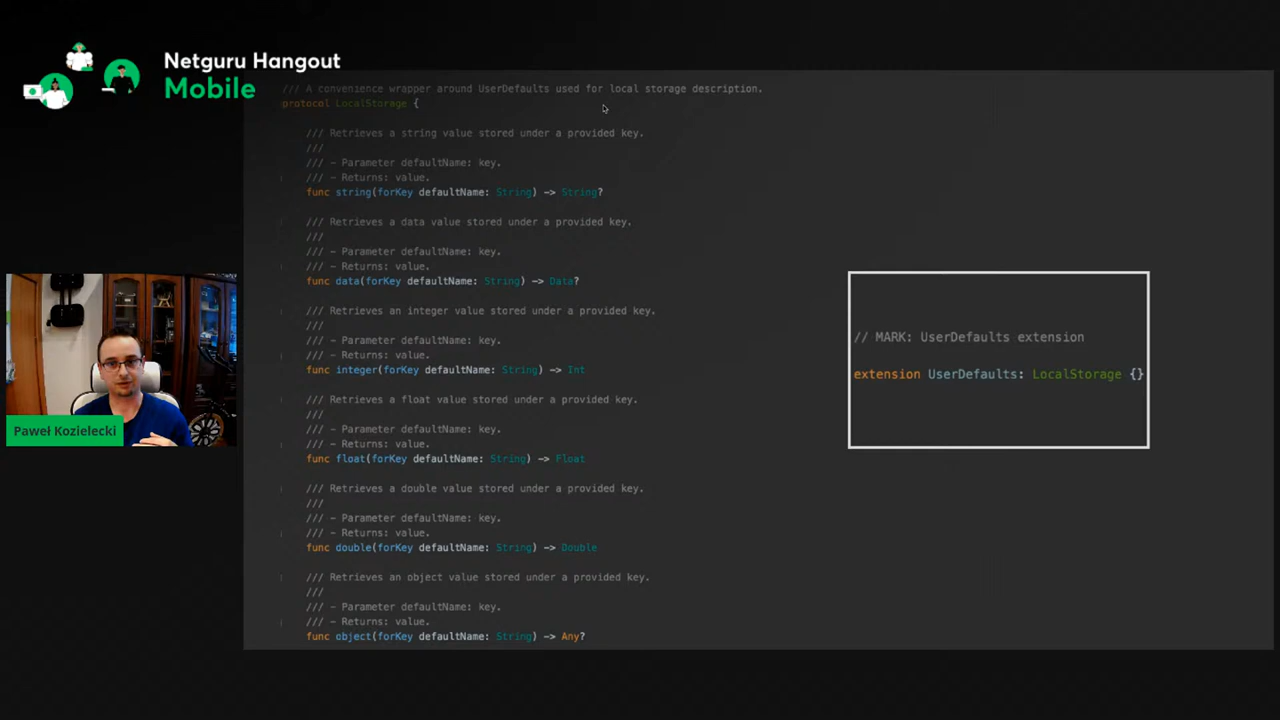 Netguru Hangout
Mobile
/// A convenience wrapper around UserDefaults used for local storage description.
protocol LocalStorage {
/// Retrieves a string value stored under a provided key.
///
/// - Parameter defaultName: key.
/// - Returns: value.
func string(forKey defaultName: String) -> String?
/// Retrieves a data value stored under a provided key.
///
/// - Parameter defaultName: key.
/// - Returns: value.
func data(forKey defaultName: String) -> Data?
/// Retrieves an integer value stored under a provided key.
///
/// - Parameter defaultName: key.
/// - Returns: value.
func integer(forKey defaultName: String) -> Int
/// Retrieves a float value stored under a provided key.
///
/// - Parameter defaultName: key.
/// - Returns: value.
func float(forKey defaultName: String) -> Float
/// Retrieves a double value stored under a provided key.
///
/// - Parameter defaultName: key.
/// - Returns: value.
func double(forKey defaultName: String) -> Double
/// Retrieves an object value stored under a provided key.
///
/// - Parameter defaultName: key.
/// - Returns: value.
func object(forKey defaultName: String) -> Any?
// MARK: UserDefaults extension
extension UserDefaults: LocalStorage {}
Paweł Kozielecki